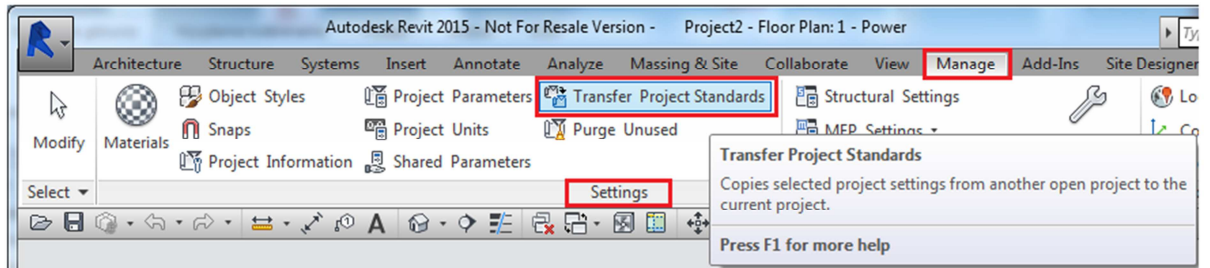 Autodesk Revit 2015 - Not For Resale Version - Project2 - Floor Plan: 1 - Power
Architecture Structure Systems Insert Annotate Analyze Massing & Site Collaborate View Manage Add-Ins Site Designer
Object Styles Project Parameters Transfer Project Standards Structural Settings
Modify Materials Snaps Project Units Purge Unused MEP Settings
Project Information Shared Parameters
Select Settings
Transfer Project Standards
Copies selected project settings from another open project to the
current project.
Press F1 for more help